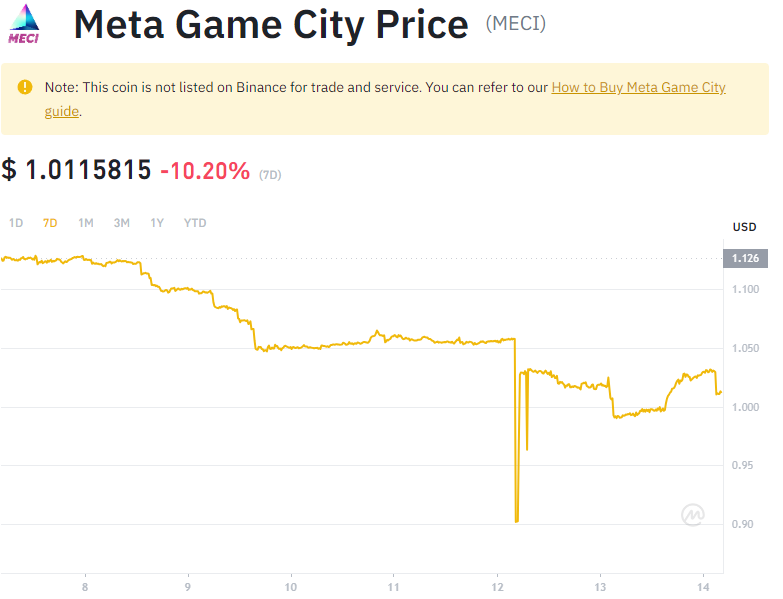 MECI
Meta Game City Price (MECI)
Note: This coin is not listed on Binance for trade and service. You can refer to our How to Buy Meta Game City
guide.
$ 1.0115815 -10.20% (7D)
1D 7D 1M 3M 1Y YTD
USD
1.126
1.100
1.050
1.000
0.95
0.90
8 9 10 11 12 13 14